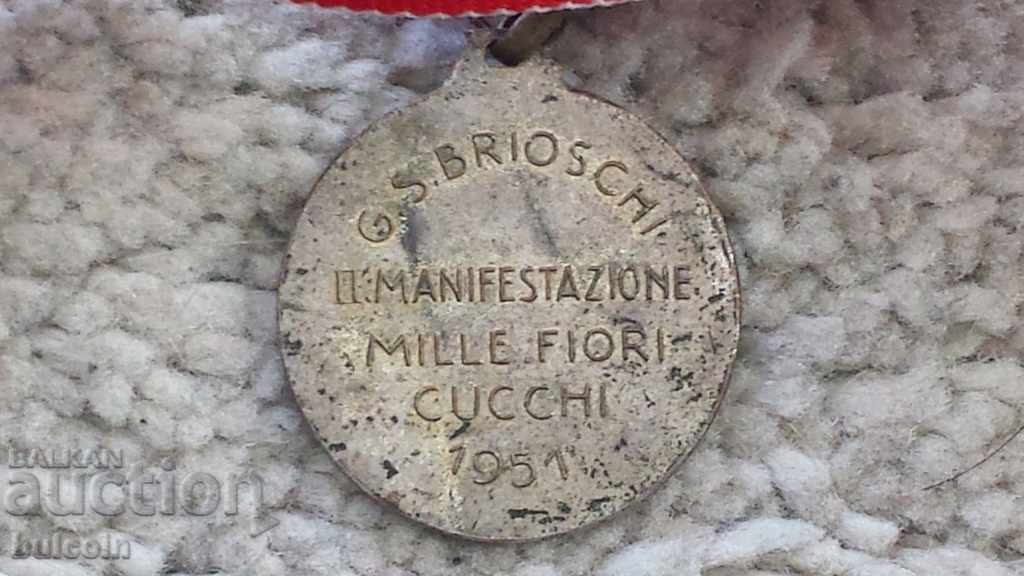 G.S.BRIOSCHI
II.MANIFESTAZIONE
MILLE FIORI
CUCCHI
1951
BALKAN
auction
bulcoin